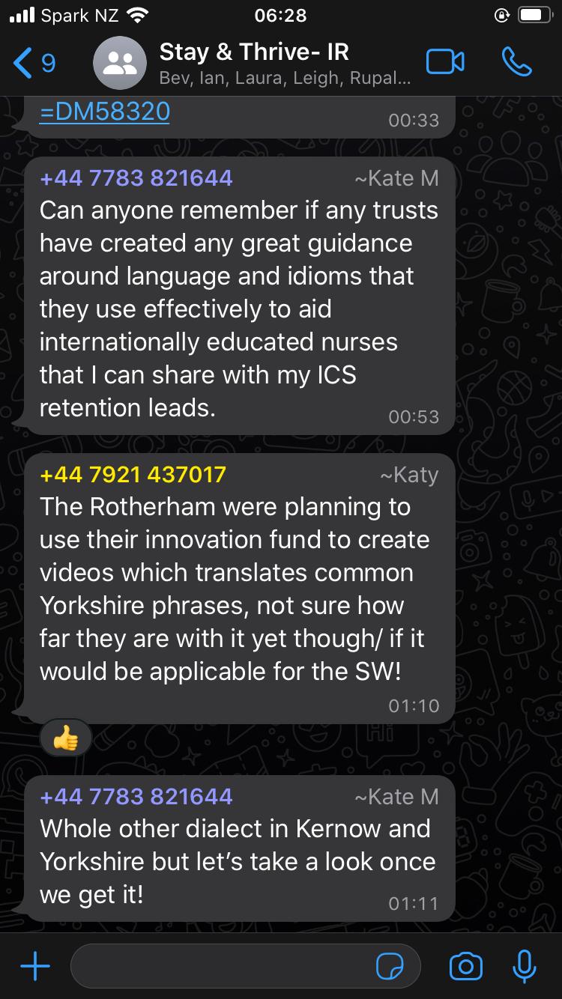 Spark NZ 06:28
9
Stay & Thrive- IR
Bev, Ian, Laura, Leigh, Rupal...
=DM58320
00:33
+44 7783 821644 ~Kate M
Can anyone remember if any trusts
have created any great guidance
around language and idioms that
they use effectively to aid
internationally educated nurses
that I can share with my ICS
retention leads.
00:53
+44 7921 437017 ~Katy
The Rotherham were planning to
use their innovation fund to create
videos which translates common
Yorkshire phrases, not sure how
far they are with it yet though/ if it
would be applicable for the SW!
01:10
+44 7783 821644 ~Kate M
Whole other dialect in Kernow and
Yorkshire but let's take a look once
we get it!
01:11